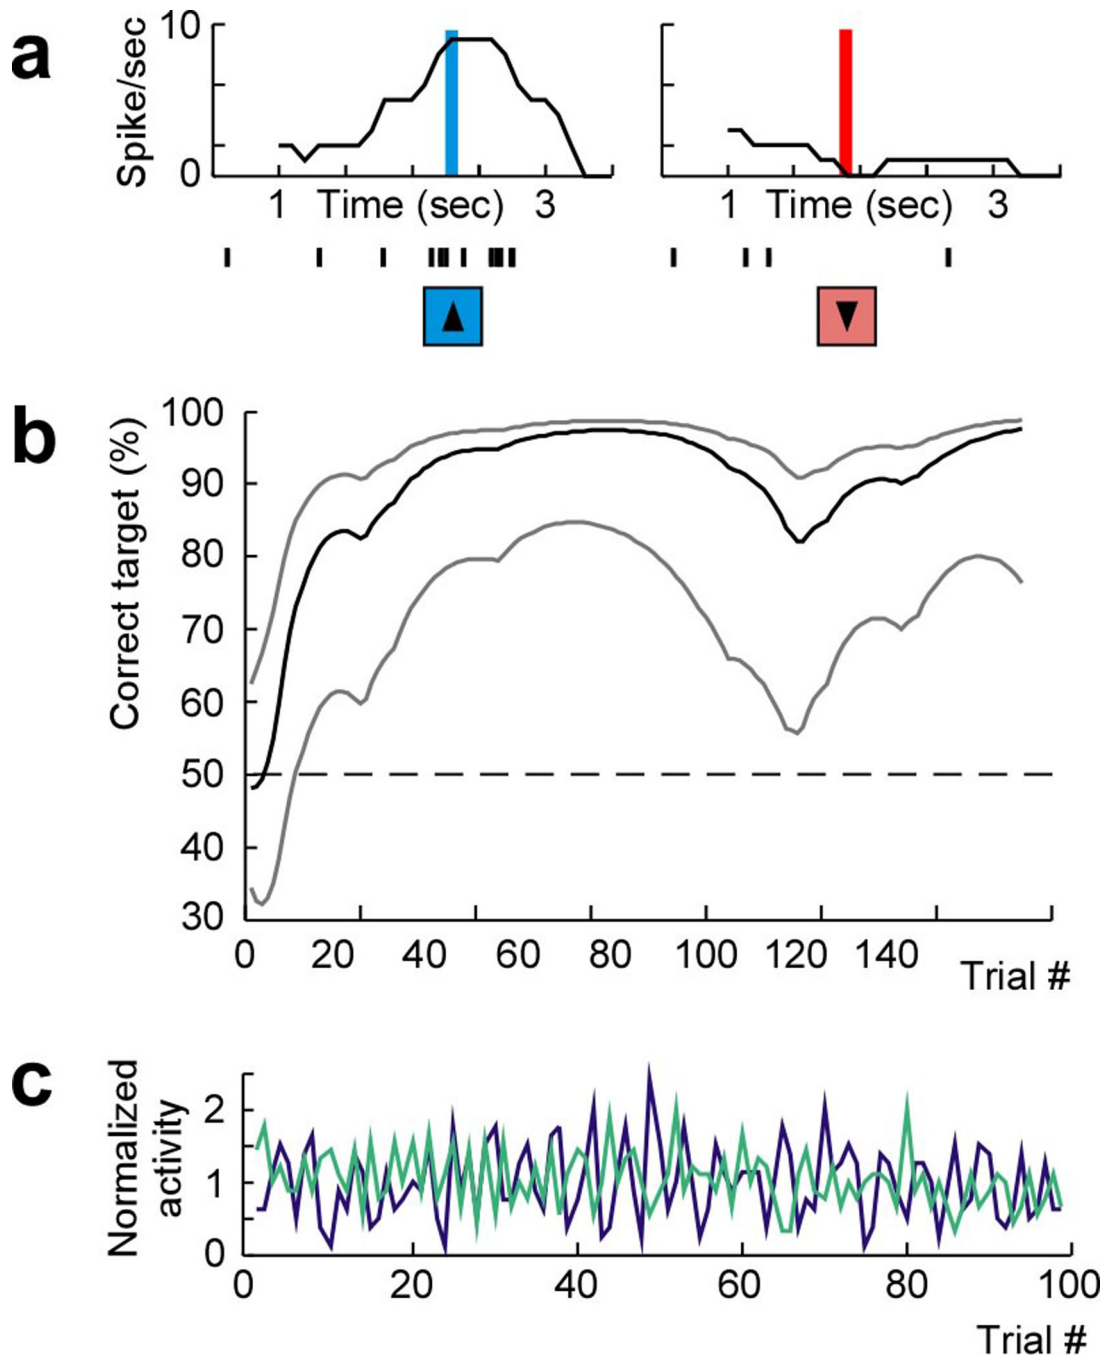 a
Spike/sec
10
0
1 Time (sec) 3
1 Time (sec) 3
b
Correct target (%)
100
90
80
70
60
50
40
30
0 20 40 60 80 100 120 140
Trial #
c
Normalized
activity
2
1
0
0 20 40 60 80 100
Trial #